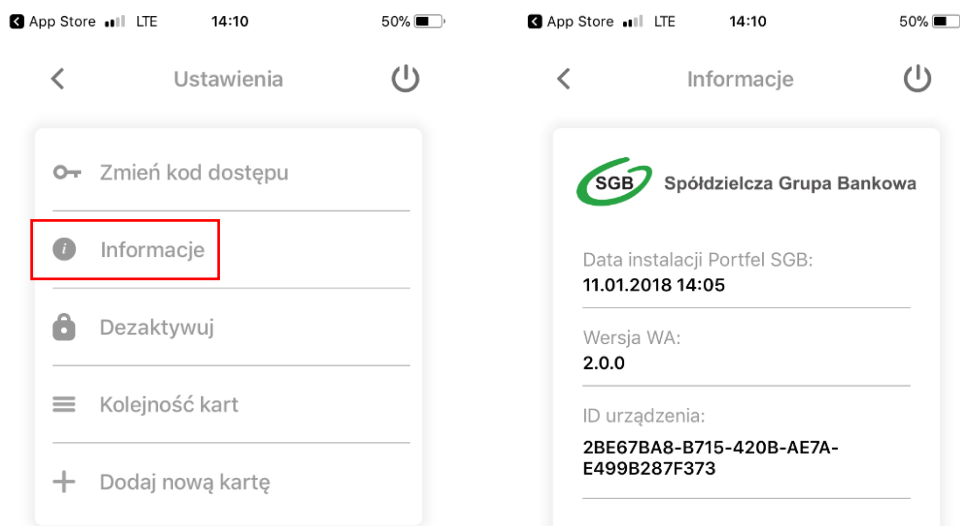 App Store LTE 14:10 50%
Ustawienia
Zmień kod dostępu
Informacje
Dezaktywuj
Kolejność kart
Dodaj nową kartę
App Store LTE 14:10 50%
Informacje
SGB Spółdzielcza Grupa Bankowa
Data instalacji Portfel SGB:
11.01.2018 14:05
Wersja WA:
2.0.0
ID urządzenia:
2BE67BA8-B715-420B-AE7A-
E499B287F373